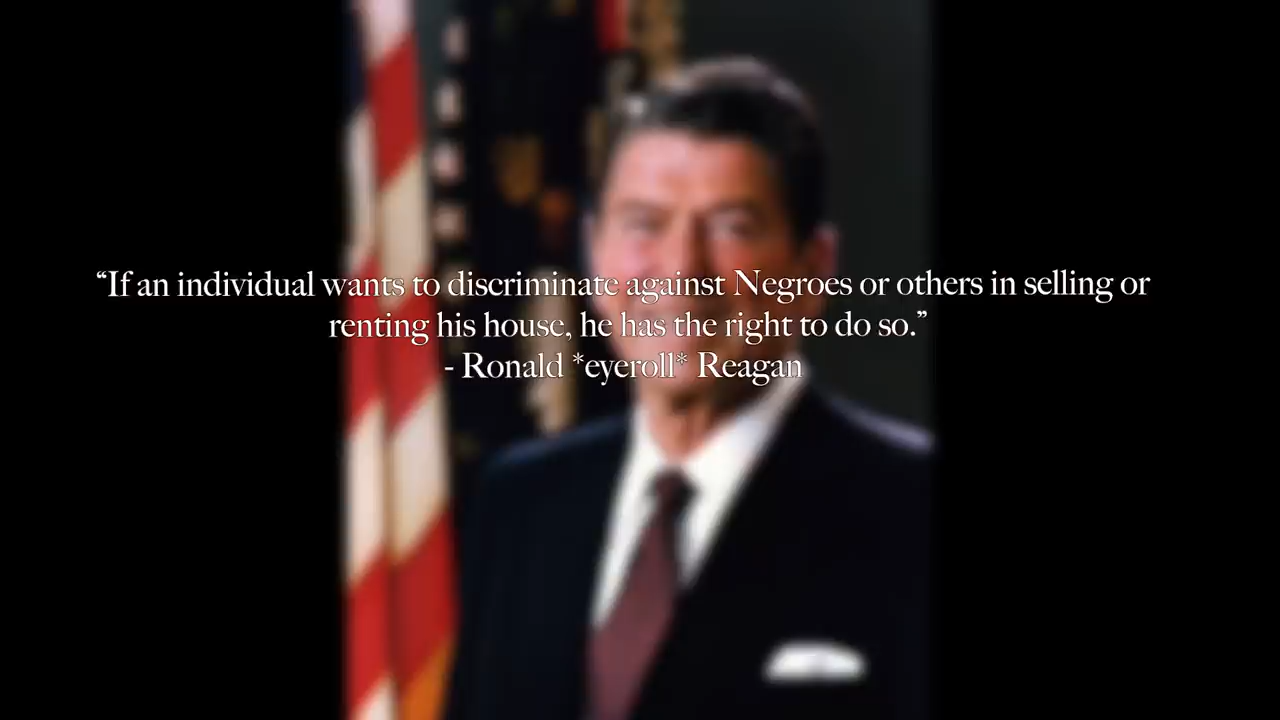 “If an individual wants to discriminate against Negroes or others in selling or
renting his house, he has the right to do so.”
- Ronald *eyeroll* Reagan